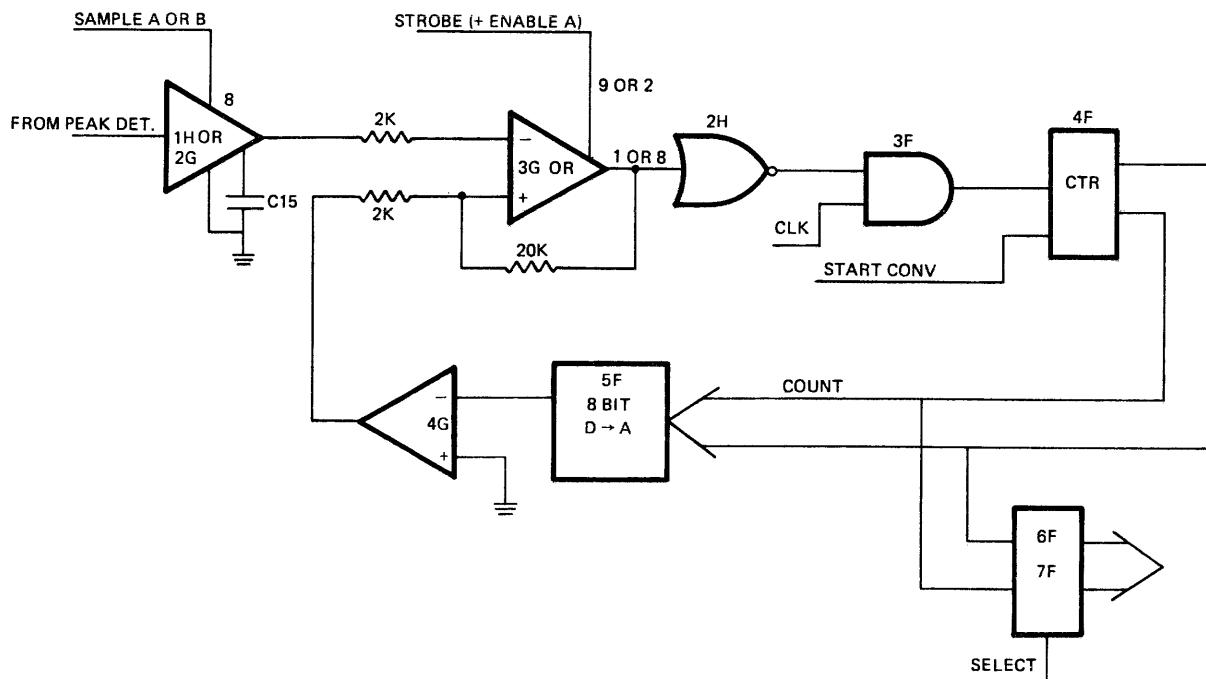 SAMPLE A OR B
STROBE (+ ENABLE A)
8
9 OR 2
FROM PEAK DET.
1H OR
2G
2K
−
3G OR
+
1 OR 8
2H
3F
4F
CTR
C15
2K
20K
CLK
START CONV
5F
8 BIT
D → A
COUNT
−
4G
+
6F
7F
SELECT